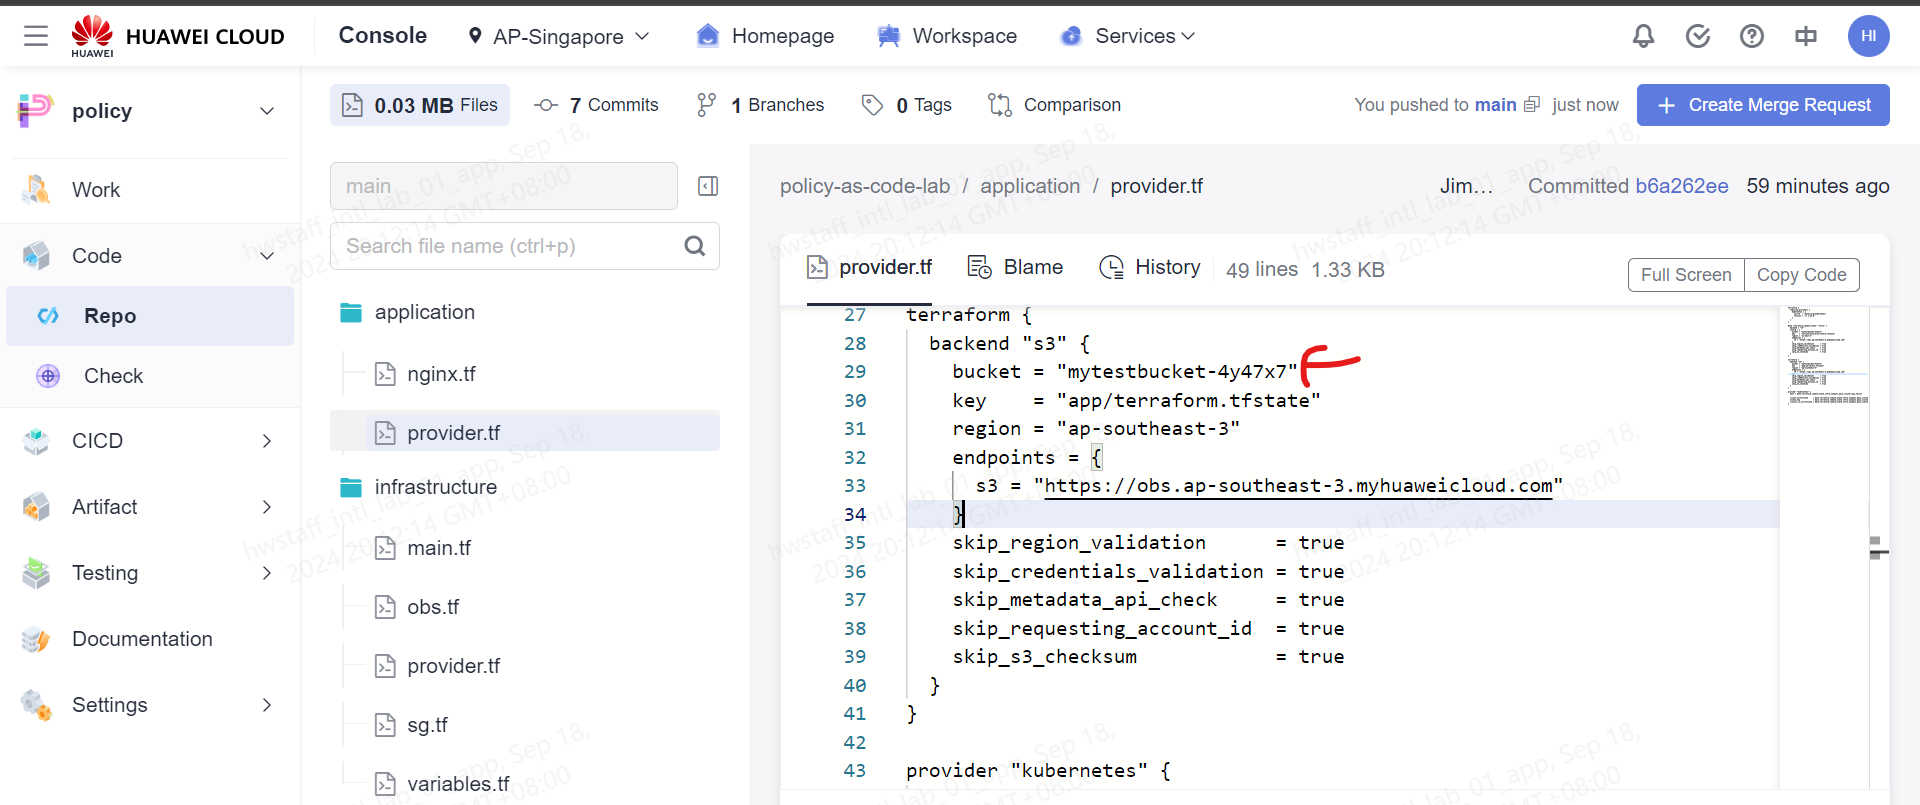 HUAWEI
HUAWEI CLOUD
Console
AP-Singapore
Homepage
Workspace
Services
中
HI
policy
0.03 MB Files
7 Commits
1 Branches
0 Tags
Comparison
You pushed to main just now
Create Merge Request
Work
Code
Repo
Check
CICD
Artifact
Testing
Documentation
Settings
main
Search file name (ctrl+p)
application
nginx.tf
provider.tf
infrastructure
main.tf
obs.tf
provider.tf
sg.tf
variables.tf
policy-as-code-lab / application / provider.tf
Jim... Committed b6a262ee 59 minutes ago
provider.tf
Blame
History
49 lines 1.33 KB
Full Screen
Copy Code
27 terraform {
28 backend "s3" {
29 bucket = "mytestbucket-4y47x7"
30 key = "app/terraform.tfstate"
31 region = "ap-southeast-3"
32 endpoints = {
33 s3 = "https://obs.ap-southeast-3.myhuaweicloud.com"
34 }
35 skip_region_validation = true
36 skip_credentials_validation = true
37 skip_metadata_api_check = true
38 skip_requesting_account_id = true
39 skip_s3_checksum = true
40 }
41 }
42
43 provider "kubernetes" {
hwstaff_intl_lab_01_app, Sep 18,
2024 20:12:14 GMT+08:00